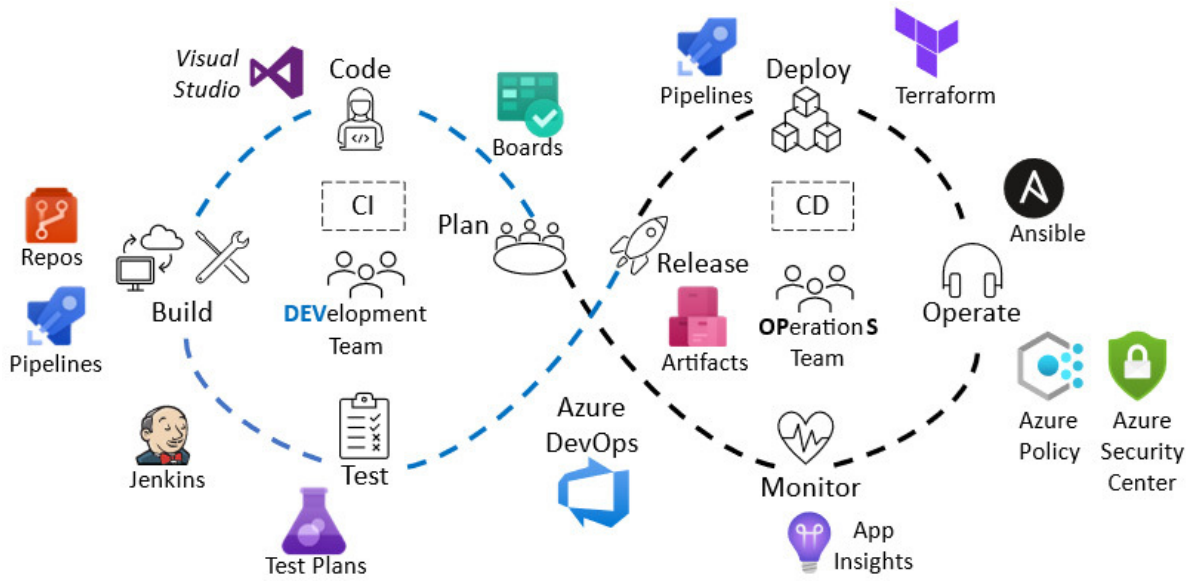 Visual
Studio
Code
Boards
Pipelines
Deploy
Terraform
CI
Plan
CD
Repos
Build
Pipelines
DEVelopment
Team
Release
Artifacts
OPerationS
Team
Ansible
Operate
Azure
Policy
Azure
Security
Center
Jenkins
Test
Test Plans
Azure
DevOps
Monitor
App
Insights